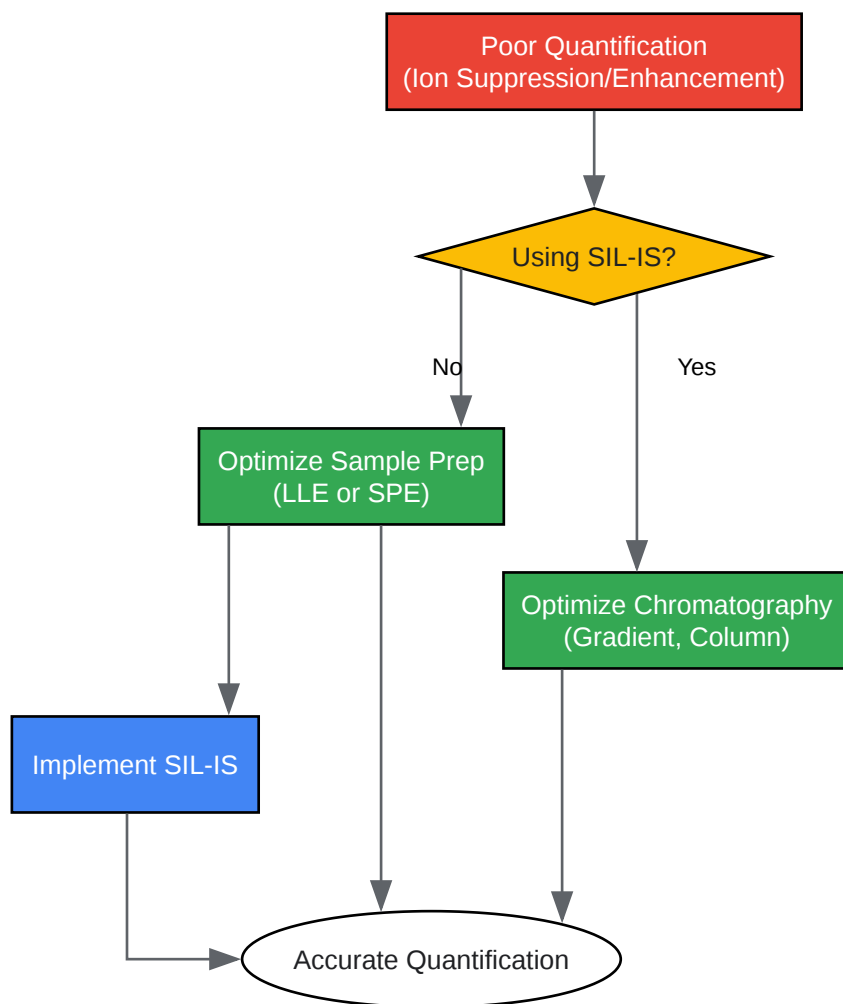 Poor Quantification
(Ion Suppression/Enhancement)
Using SIL-IS?
No
Yes
Optimize Sample Prep
(LLE or SPE)
Optimize Chromatography
(Gradient, Column)
Implement SIL-IS
Accurate Quantification